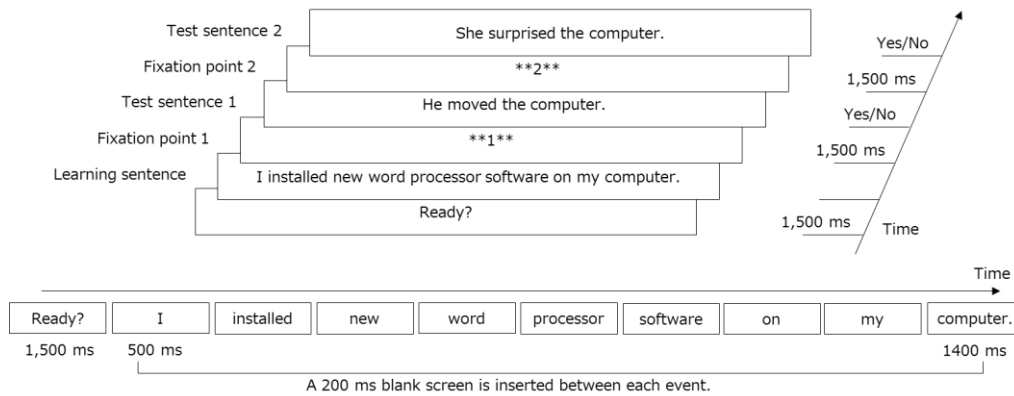 Test sentence 2
She surprised the computer.
Yes/No
Fixation point 2
**2**
1,500 ms
Test sentence 1
He moved the computer.
Yes/No
Fixation point 1
**1**
1,500 ms
Learning sentence
I installed new word processor software on my computer.
Ready?
1,500 ms
Time
Time
Ready?
I
installed
new
word
processor
software
on
my
computer.
1,500 ms
500 ms
1400 ms
A 200 ms blank screen is inserted between each event.